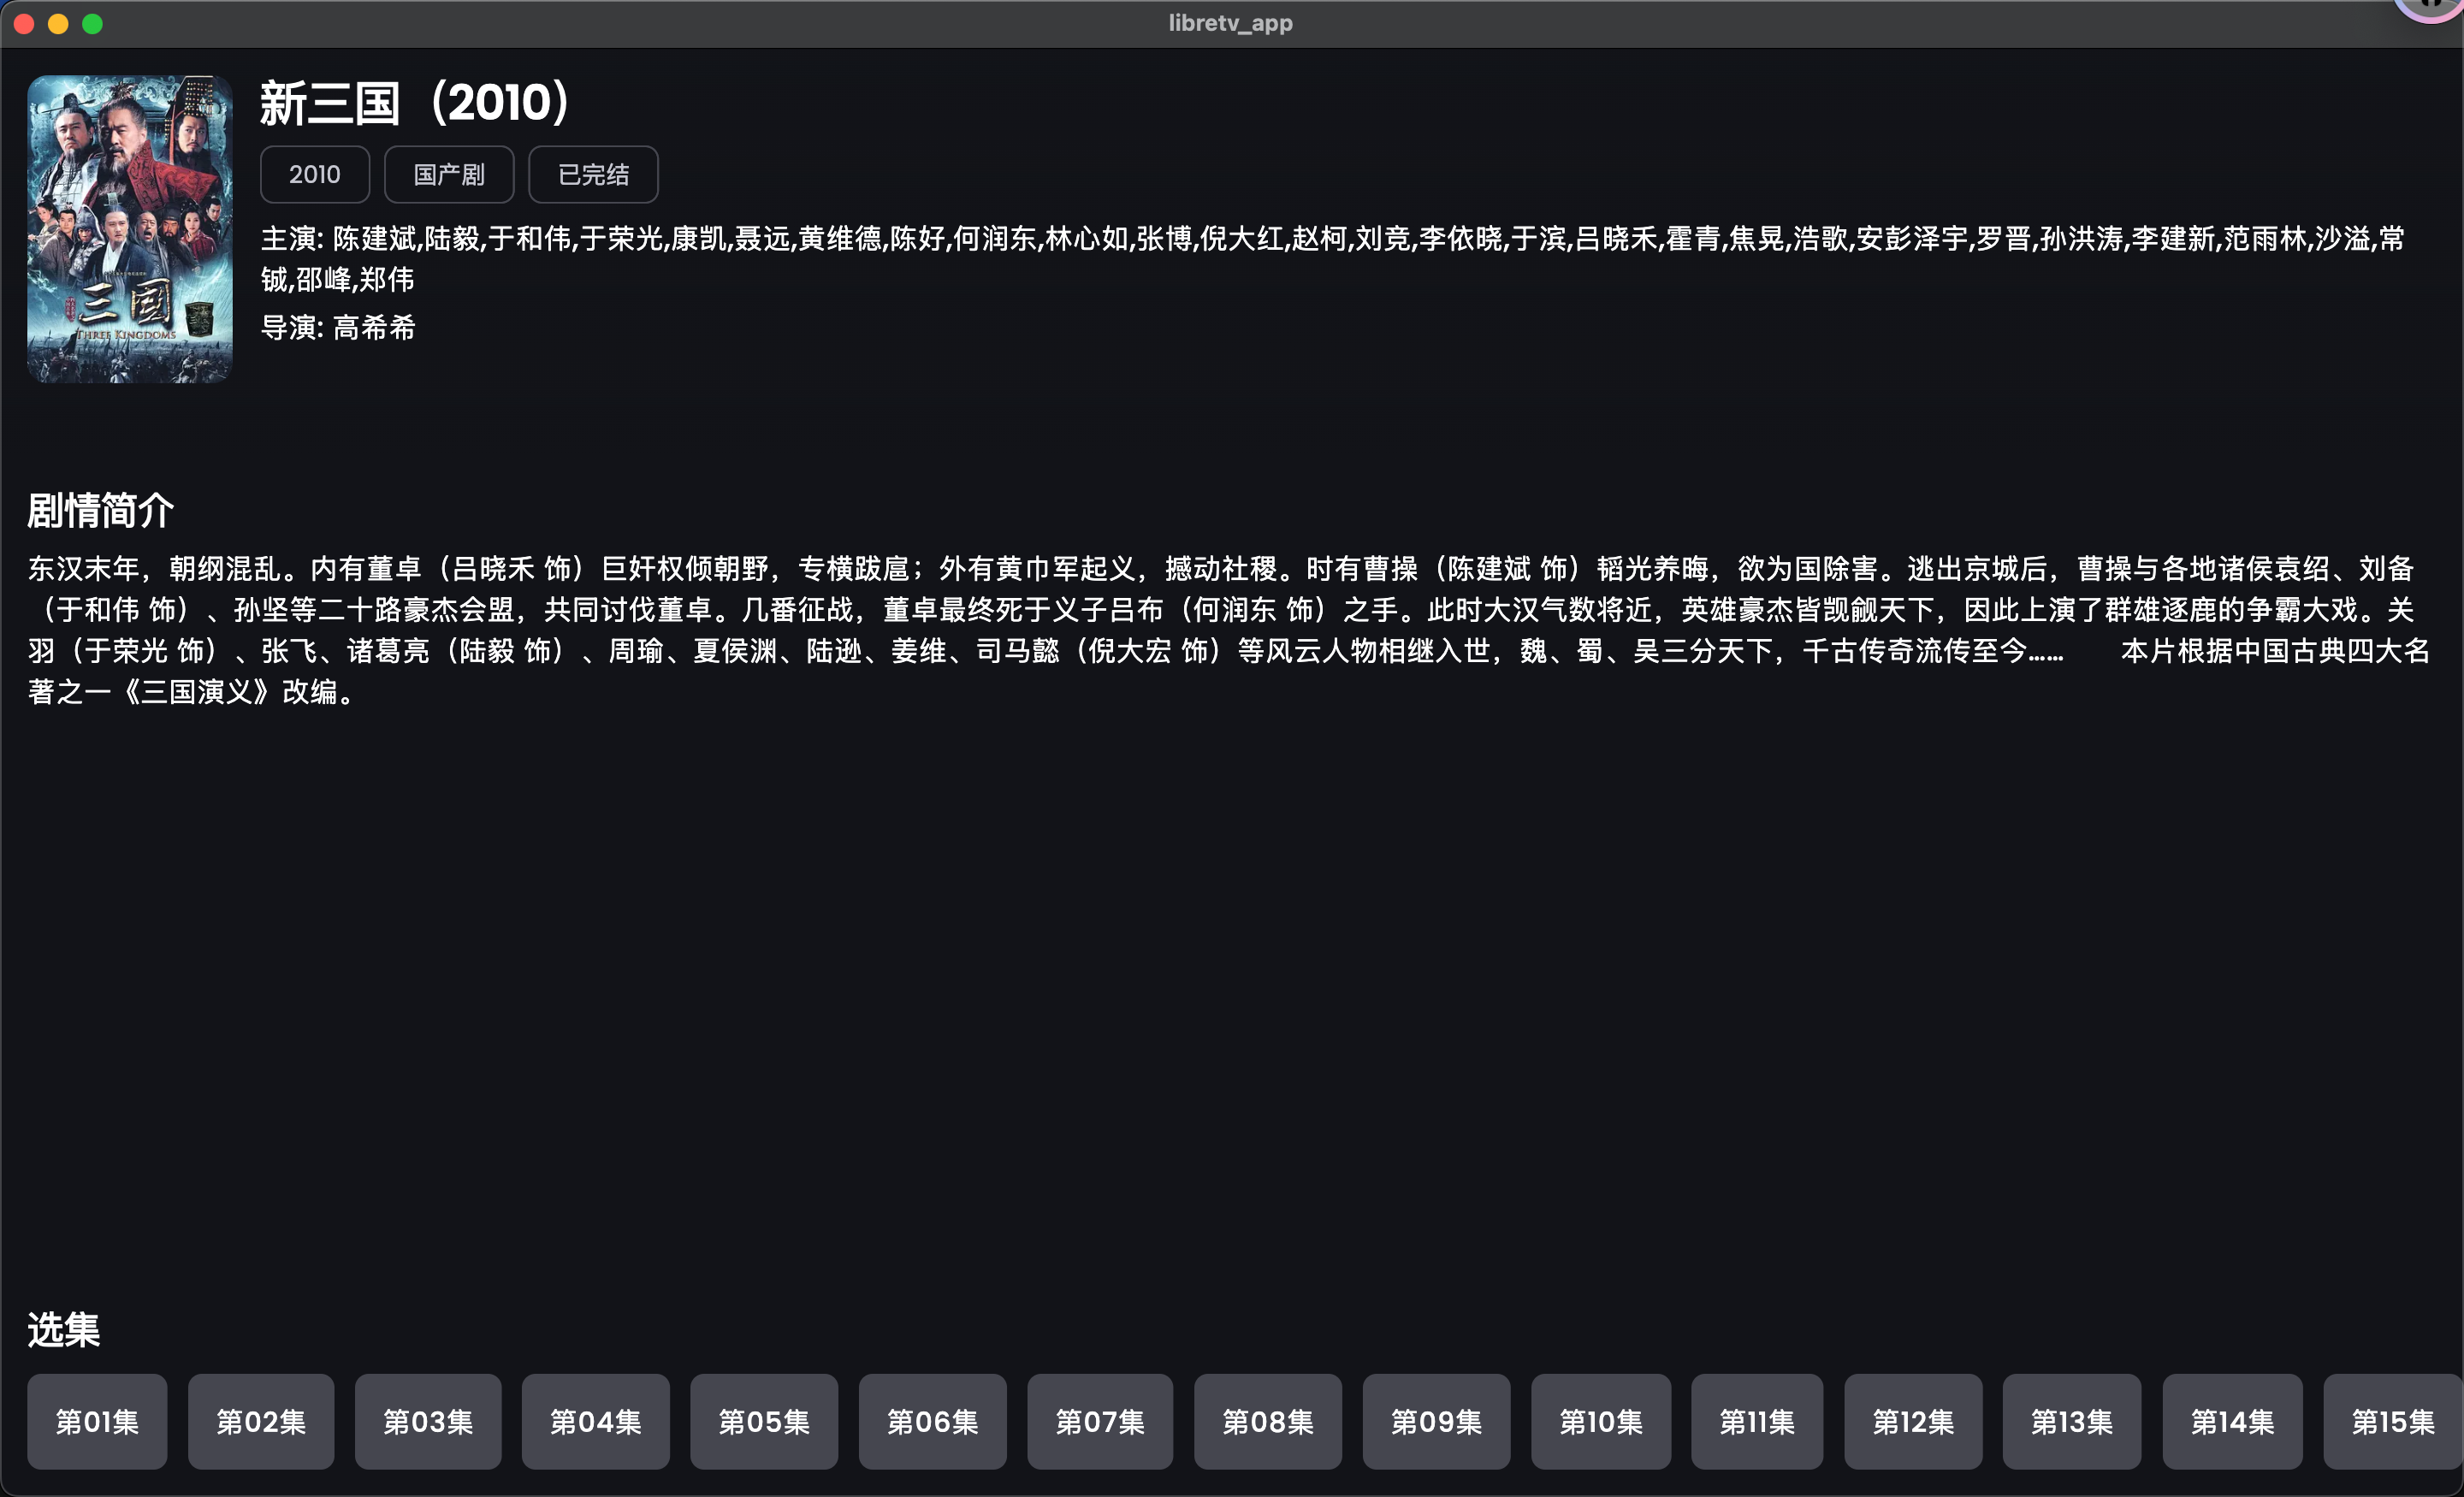 libretv_app
新三国（2010）
2010 国产剧 已完结
主演: 陈建斌,陆毅,于和伟,于荣光,康凯,聂远,黄维德,陈好,何润东,林心如,张博,倪大红,赵柯,刘竞,李依晓,于滨,吕晓禾,霍青,焦晃,浩歌,安彭泽宇,罗晋,孙洪涛,李建新,范雨林,沙溢,常
铖,邵峰,郑伟
导演: 高希希
三国
THREE KINGDOMS
剧情简介
东汉末年，朝纲混乱。内有董卓（吕晓禾 饰）巨奸权倾朝野，专横跋扈；外有黄巾军起义，撼动社稷。时有曹操（陈建斌 饰）韬光养晦，欲为国除害。逃出京城后，曹操与各地诸侯袁绍、刘备
（于和伟 饰）、孙坚等二十路豪杰会盟，共同讨伐董卓。几番征战，董卓最终死于义子吕布（何润东 饰）之手。此时大汉气数将近，英雄豪杰皆觊觎天下，因此上演了群雄逐鹿的争霸大戏。关
羽（于荣光 饰）、张飞、诸葛亮（陆毅 饰）、周瑜、夏侯渊、陆逊、姜维、司马懿（倪大宏 饰）等风云人物相继入世，魏、蜀、吴三分天下，千古传奇流传至今……　　本片根据中国古典四大名
著之一《三国演义》改编。
选集
第01集 第02集 第03集 第04集 第05集 第06集 第07集 第08集 第09集 第10集 第11集 第12集 第13集 第14集 第15集